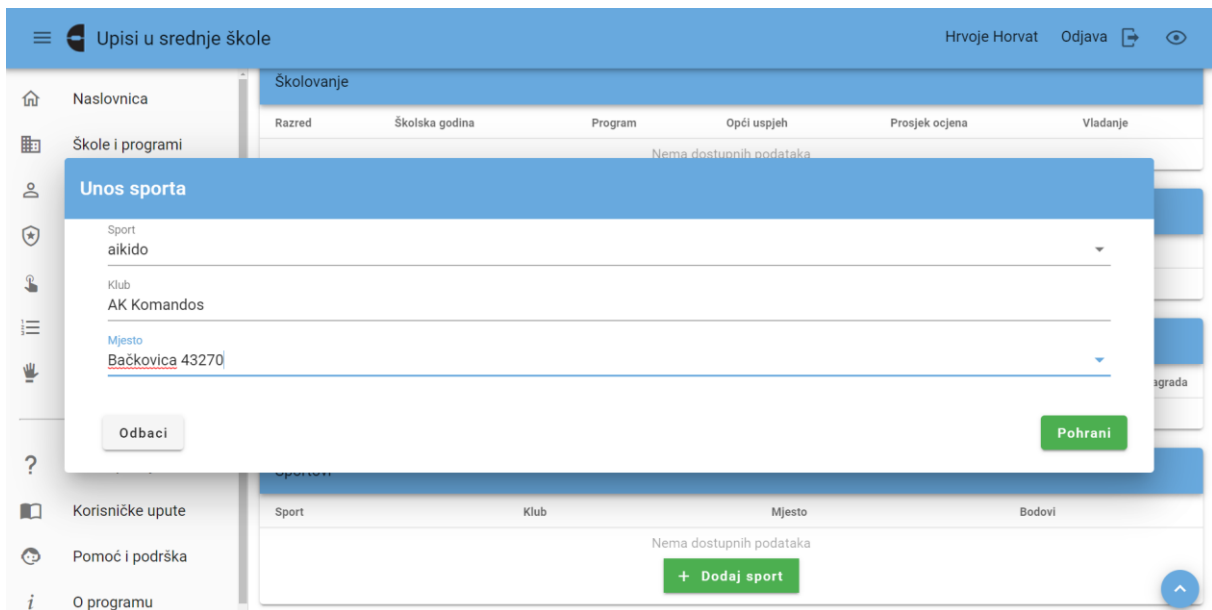 Upisi u srednje škole
Hrvoje Horvat Odjava
Naslovnica
Škole i programi
Školovanje
Razred Školska godina Program Opći uspjeh Prosjek ocjena Vladanje
Nema dostupnih podataka
Unos sporta
Sport
aikido
Klub
AK Komandos
Mjesto
Bačkovica 43270
Odbaci Pohrani
?
Korisničke upute
Pomoć i podrška
i O programu
Sportovi
Sport Klub Mjesto Bodovi
Nema dostupnih podataka
+ Dodaj sport